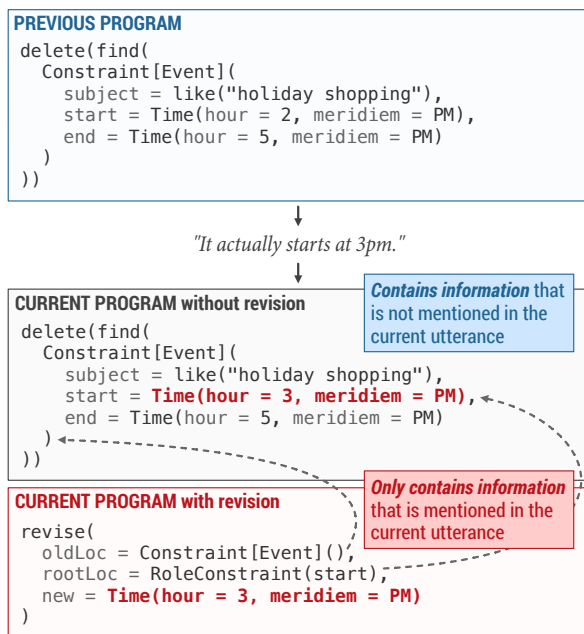 PREVIOUS PROGRAM
delete(find(
  Constraint[Event](
    subject = like("holiday shopping"),
    start = Time(hour = 2, meridiem = PM),
    end = Time(hour = 5, meridiem = PM)
  )
))
"It actually starts at 3pm."
CURRENT PROGRAM without revision
Contains information that
is not mentioned in the
current utterance
delete(find(
  Constraint[Event](
    subject = like("holiday shopping"),
    start = Time(hour = 3, meridiem = PM),
    end = Time(hour = 5, meridiem = PM)
  )
))
CURRENT PROGRAM with revision
Only contains information
that is mentioned in the
current utterance
revise(
  oldLoc = Constraint[Event](),
  rootLoc = RoleConstraint(start),
  new = Time(hour = 3, meridiem = PM)
)